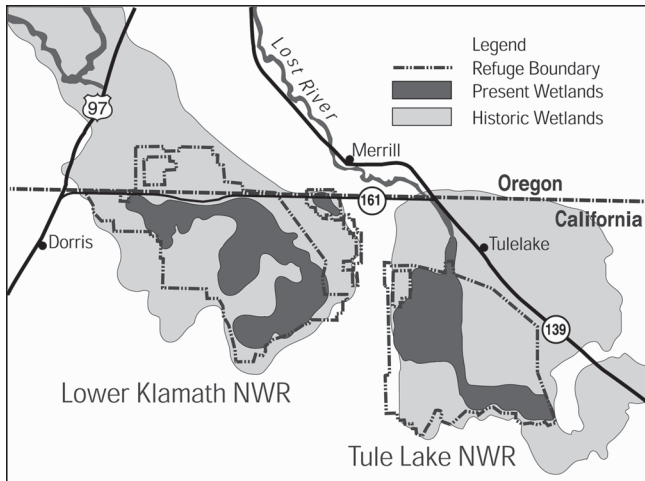 Legend
Refuge Boundary
Present Wetlands
Historic Wetlands
Lost River
97
Merrill
161
Oregon
California
Dorris
Tulelake
139
Lower Klamath NWR
Tule Lake NWR